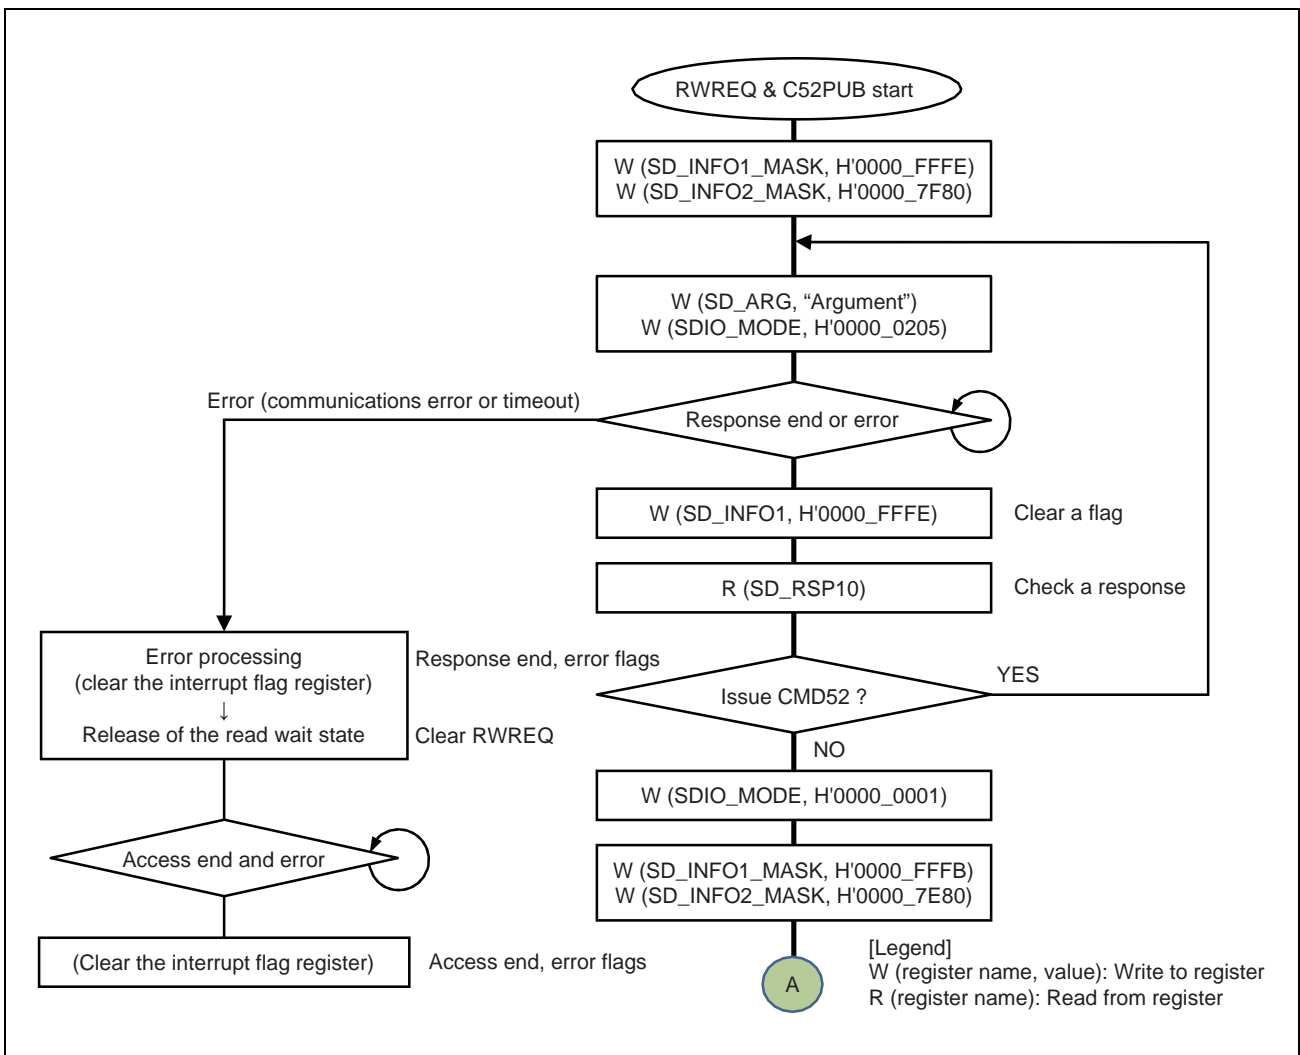 RWREQ & C52PUB start
W (SD_INFO1_MASK, H'0000_FFFE)
W (SD_INFO2_MASK, H'0000_7F80)
W (SD_ARG, “Argument”)
W (SDIO_MODE, H'0000_0205)
Error (communications error or timeout)
Response end or error
W (SD_INFO1, H'0000_FFFE)
Clear a flag
R (SD_RSP10)
Check a response
Error processing
(clear the interrupt flag register)
↓
Release of the read wait state
Response end, error flags
Clear RWREQ
Issue CMD52 ?
YES
NO
W (SDIO_MODE, H'0000_0001)
Access end and error
W (SD_INFO1_MASK, H'0000_FFFB)
W (SD_INFO2_MASK, H'0000_7E80)
(Clear the interrupt flag register)
Access end, error flags
A
[Legend]
W (register name, value): Write to register
R (register name): Read from register